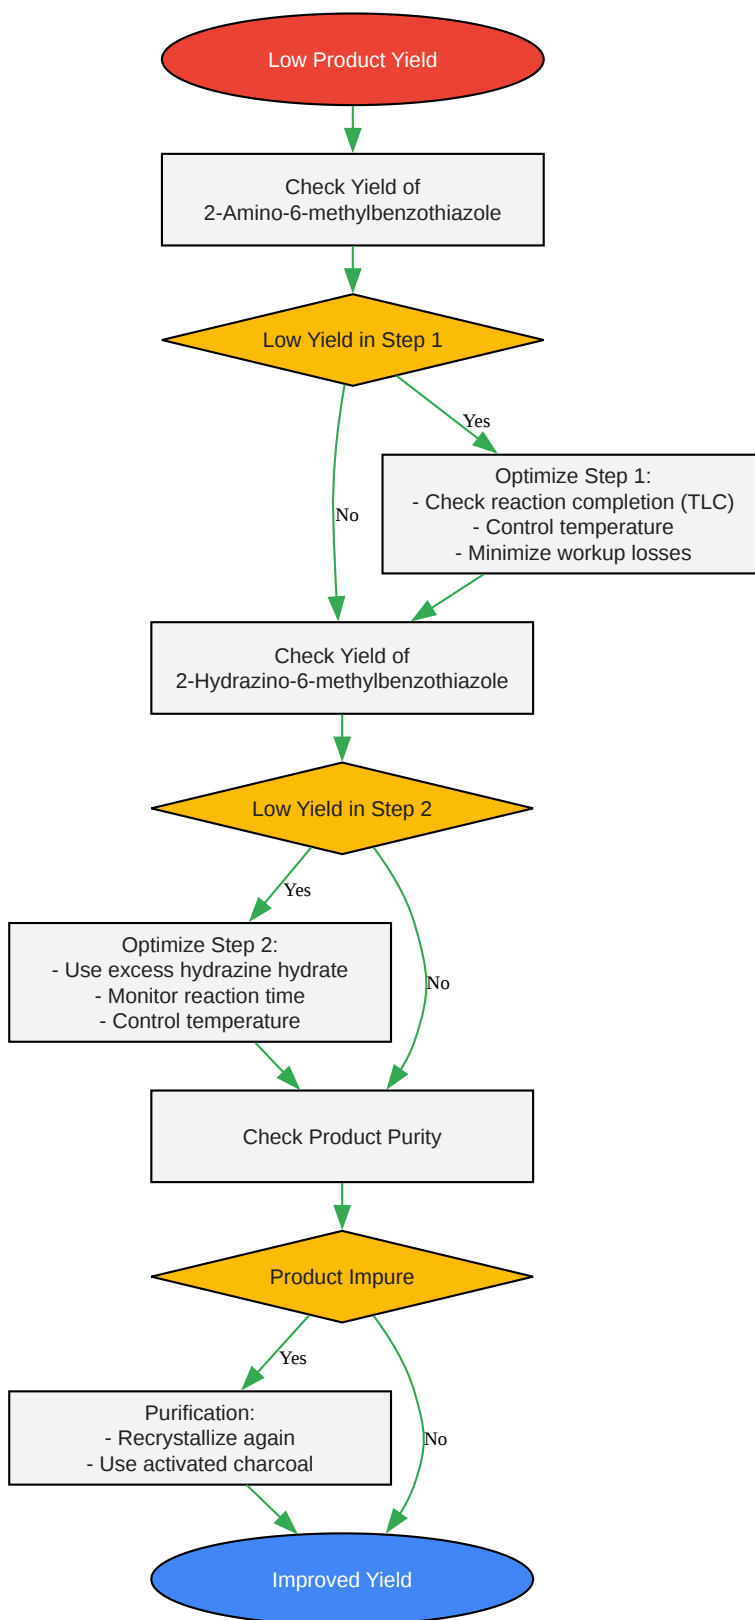 Low Product Yield
Check Yield of
2-Amino-6-methylbenzothiazole
Low Yield in Step 1
Yes
No
Optimize Step 1:
- Check reaction completion (TLC)
- Control temperature
- Minimize workup losses
Check Yield of
2-Hydrazino-6-methylbenzothiazole
Low Yield in Step 2
Yes
No
Optimize Step 2:
- Use excess hydrazine hydrate
- Monitor reaction time
- Control temperature
Check Product Purity
Product Impure
Yes
No
Purification:
- Recrystallize again
- Use activated charcoal
Improved Yield